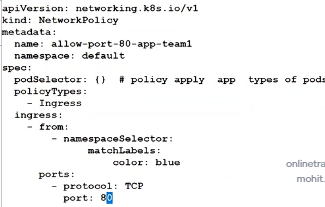 apiVersion: networking.k8s.io/v1
kind: NetworkPolicy
metadata:
  name: allow-port-80-app-team1
  namespace: default
spec:
  podSelector: {}  # policy apply  app  types of pods
  policyTypes:
    - Ingress
  ingress:
    - from:
        - namespaceSelector:
            matchLabels:
              color: blue
      ports:
        - protocol: TCP
          port: 80
onlinetra
mohit.